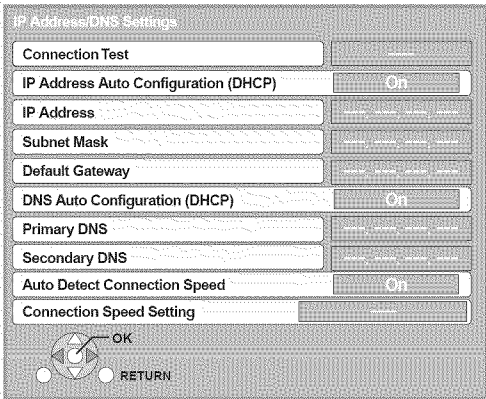 IP Address/DNS Settings
Connection Test ----
IP Address Auto Configuration (DHCP) On
IP Address ---.---.---.---
Subnet Mask ---.---.---.---
Default Gateway ---.---.---.---
DNS Auto Configuration (DHCP) On
Primary DNS ---.---.---.---
Secondary DNS ---.---.---.---
Auto Detect Connection Speed On
Connection Speed Setting ----
OK
RETURN